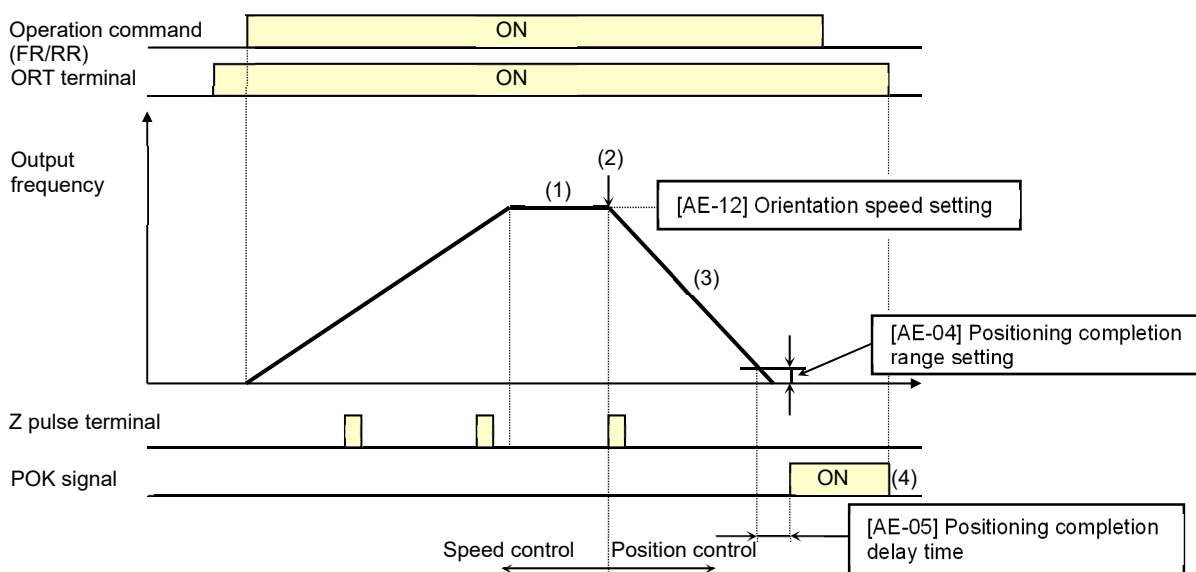 Operation command
(FR/RR)
ON
ORT terminal
ON
Output
frequency
(1)
(2)
[AE-12] Orientation speed setting
(3)
[AE-04] Positioning completion
range setting
Z pulse terminal
POK signal
ON
(4)
[AE-05] Positioning completion
delay time
Speed control
Position control